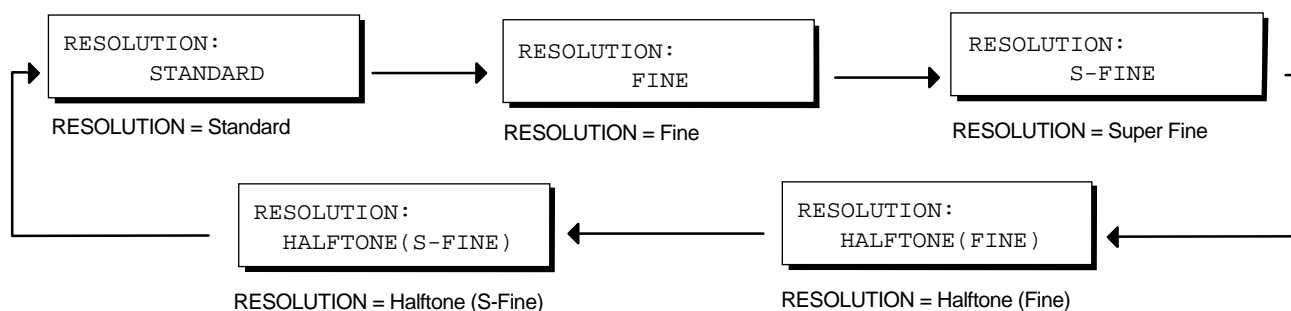 RESOLUTION:
STANDARD
RESOLUTION = Standard
RESOLUTION:
FINE
RESOLUTION = Fine
RESOLUTION:
S-FINE
RESOLUTION = Super Fine
RESOLUTION:
HALFTONE(FINE)
RESOLUTION = Halftone (Fine)
RESOLUTION:
HALFTONE(S-FINE)
RESOLUTION = Halftone (S-Fine)